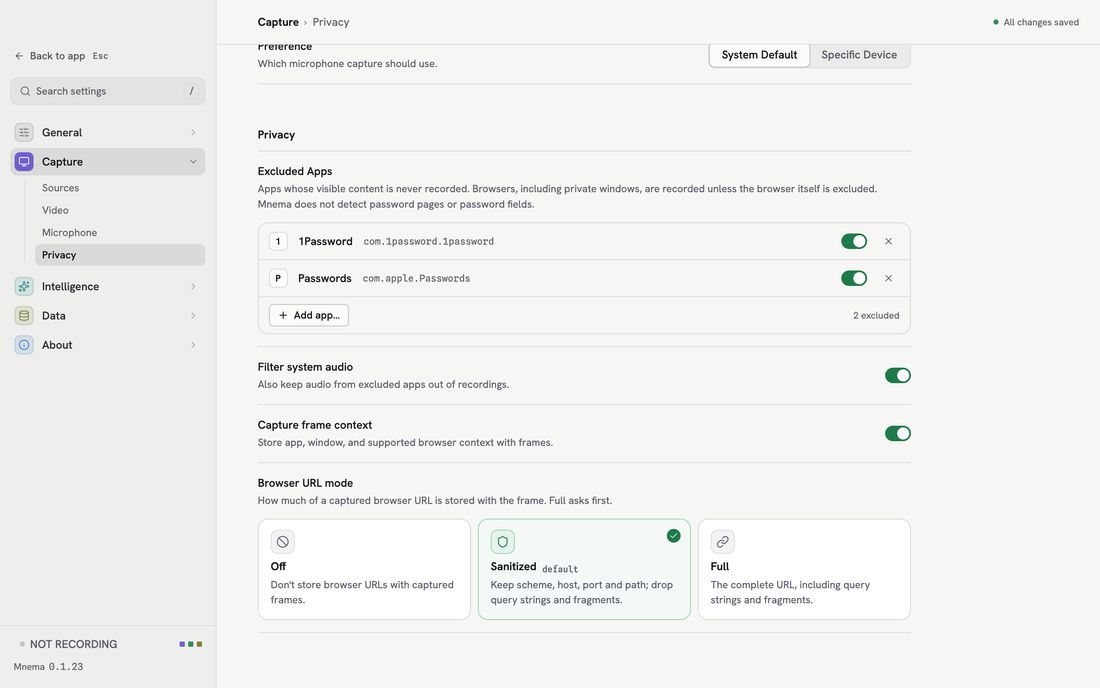 Capture › Privacy
All changes saved
← Back to app Esc
Search settings /
General
Capture
Sources
Video
Microphone
Privacy
Intelligence
Data
About
NOT RECORDING
Mnema 0.1.23
Preference
Which microphone capture should use.
System Default
Specific Device
Privacy
Excluded Apps
Apps whose visible content is never recorded. Browsers, including private windows, are recorded unless the browser itself is excluded.
Mnema does not detect password pages or password fields.
1 1Password com.1password.1password
P Passwords com.apple.Passwords
+ Add app...
2 excluded
Filter system audio
Also keep audio from excluded apps out of recordings.
Capture frame context
Store app, window, and supported browser context with frames.
Browser URL mode
How much of a captured browser URL is stored with the frame. Full asks first.
Off
Don't store browser URLs with captured
frames.
Sanitized default
Keep scheme, host, port and path; drop
query strings and fragments.
Full
The complete URL, including query
strings and fragments.